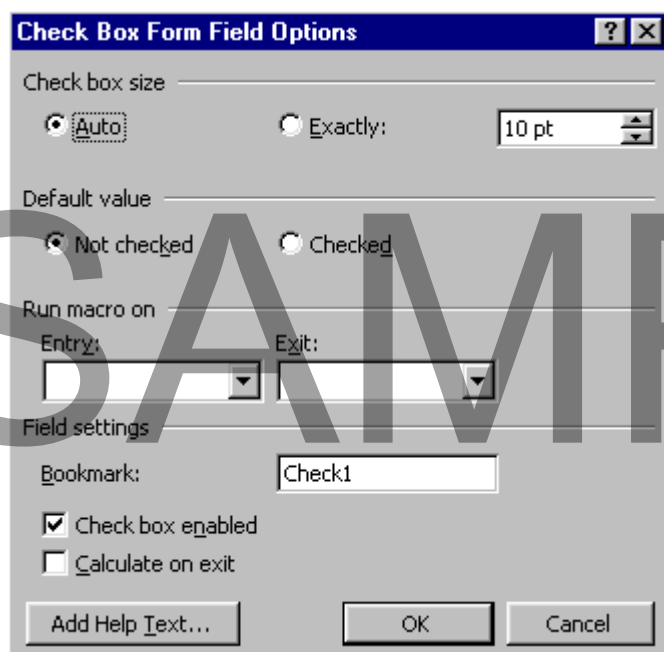 Check Box Form Field Options
Check box size
Auto
Exactly:
10 pt
Default value
Not checked
Checked
Run macro on
Entry:
Exit:
Field settings
Bookmark:
Check1
Check box enabled
Calculate on exit
Add Help Text...
OK
Cancel